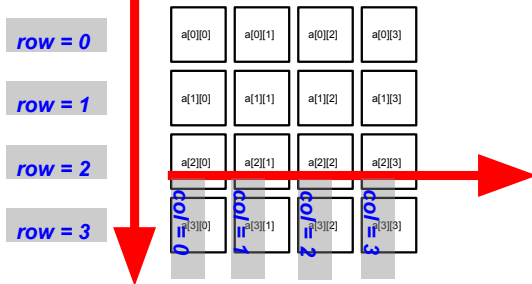 row = 0
a[0][0] a[0][1] a[0][2] a[0][3]
row = 1
a[1][0] a[1][1] a[1][2] a[1][3]
row = 2
a[2][0] a[2][1] a[2][2] a[2][3]
row = 3
a[3][0] a[3][1] a[3][2] a[3][3]
col = 0
col = 1
col = 2
col = 3